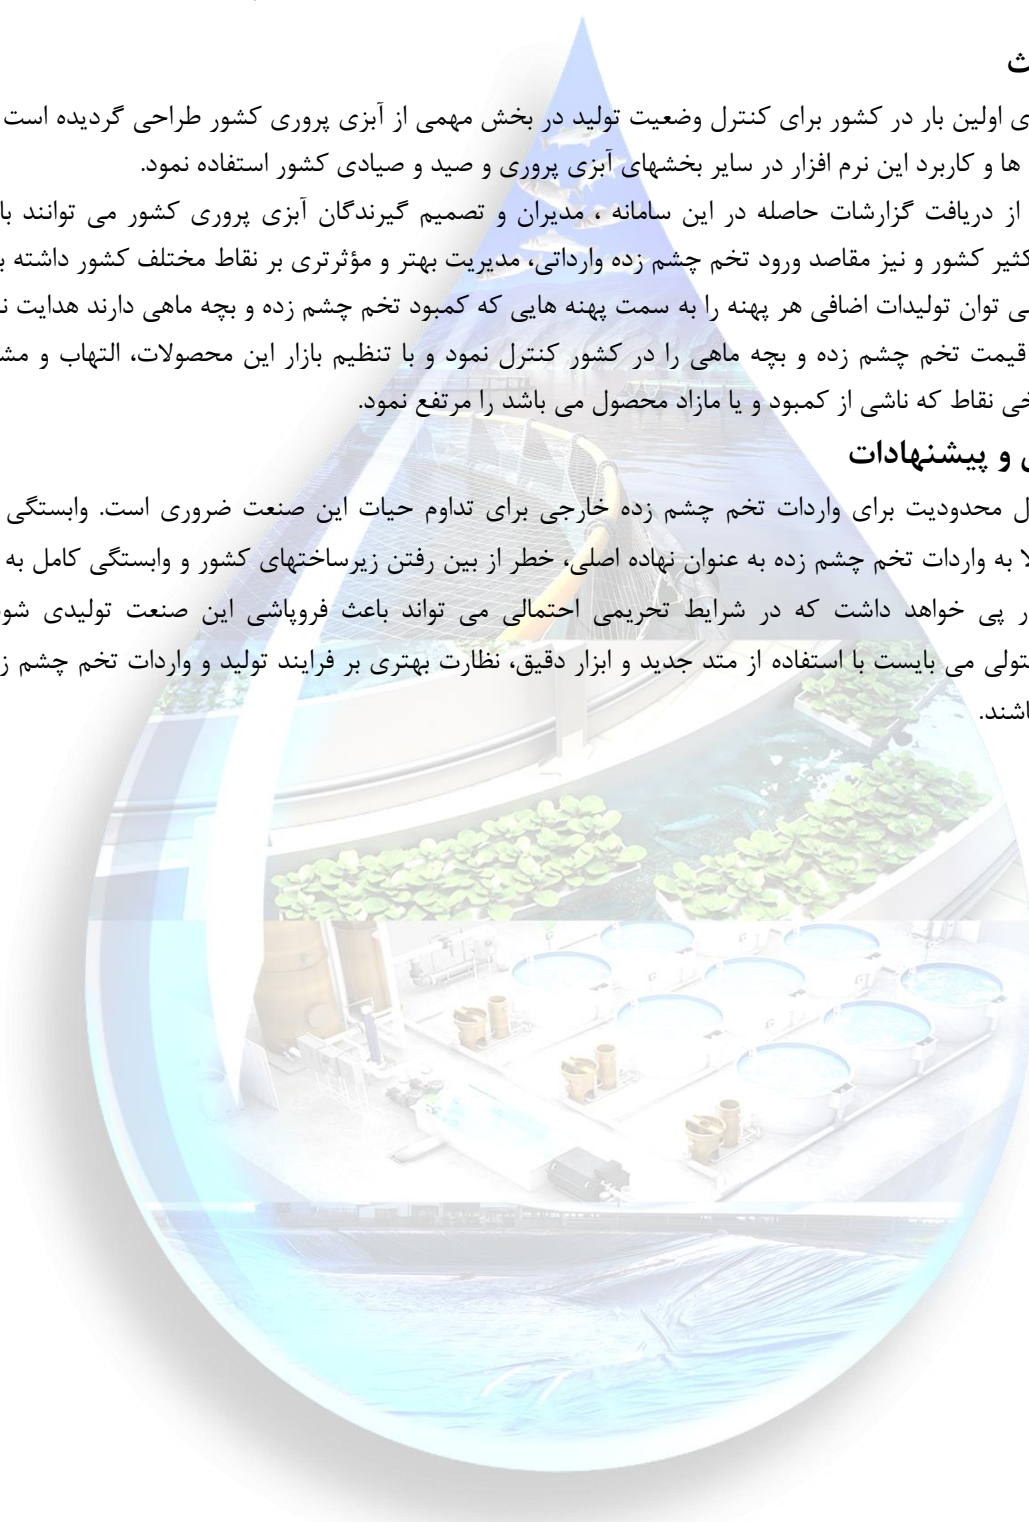 ی اولین بار در کشور برای کنترل وضعیت تولید در بخش مهمی از آبزی پروری کشور طراحی گردیده است
ها و کاربرد این نرم افزار در سایر بخشهای آبزی پروری و صید و صیادی کشور استفاده نمود.
از دریافت گزارشات حاصله در این سامانه ، مدیران و تصمیم گیرندگان آبزی پروری کشور می توانند با
کثیر کشور و نیز مقاصد ورود تخم چشم زده وارداتی، مدیریت بهتر و مؤثرتری بر نقاط مختلف کشور داشته ب
ی توان تولیدات اضافی هر پهنه را به سمت پهنه هایی که کمبود تخم چشم زده و بچه ماهی دارند هدایت ن
قیمت تخم چشم زده و بچه ماهی را در کشور کنترل نمود و با تنظیم بازار این محصولات، التهاب و مش
خی نقاط که ناشی از کمبود و یا مازاد محصول می باشد را مرتفع نمود.
ی و پیشنهادات
ل محدودیت برای واردات تخم چشم زده خارجی برای تداوم حیات این صنعت ضروری است. وابستگی
لا به واردات تخم چشم زده به عنوان نهاده اصلی، خطر از بین رفتن زیرساختهای کشور و وابستگی کامل به
ر پی خواهد داشت که در شرایط تحریمی احتمالی می تواند باعث فروپاشی این صنعت تولیدی شو
تولی می بایست با استفاده از متد جدید و ابزار دقیق، نظارت بهتری بر فرایند تولید و واردات تخم چشم ز
اشند.